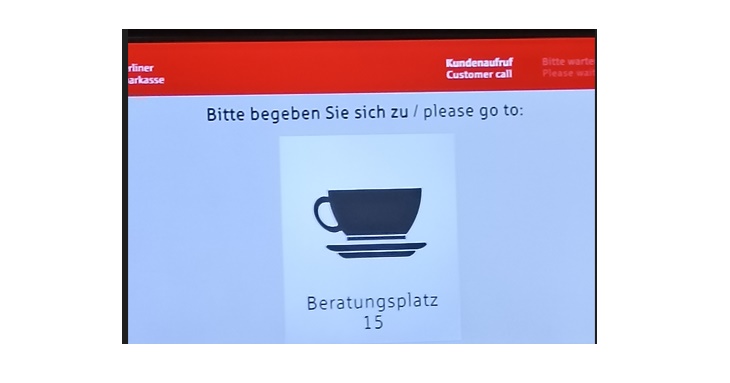 rliner
arkasse
Kundenaufruf
Customer call
Bitte warte
Please wai
Bitte begeben Sie sich zu / please go to:
Beratungsplatz
15